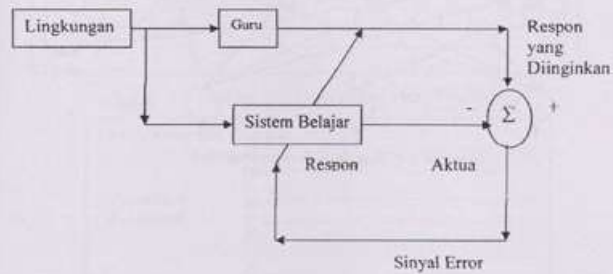 Lingkungan
Guru
Respon
yang
Diinginkan
- Σ +
Sistem Belajar
Respon Aktua
Sinyal Error